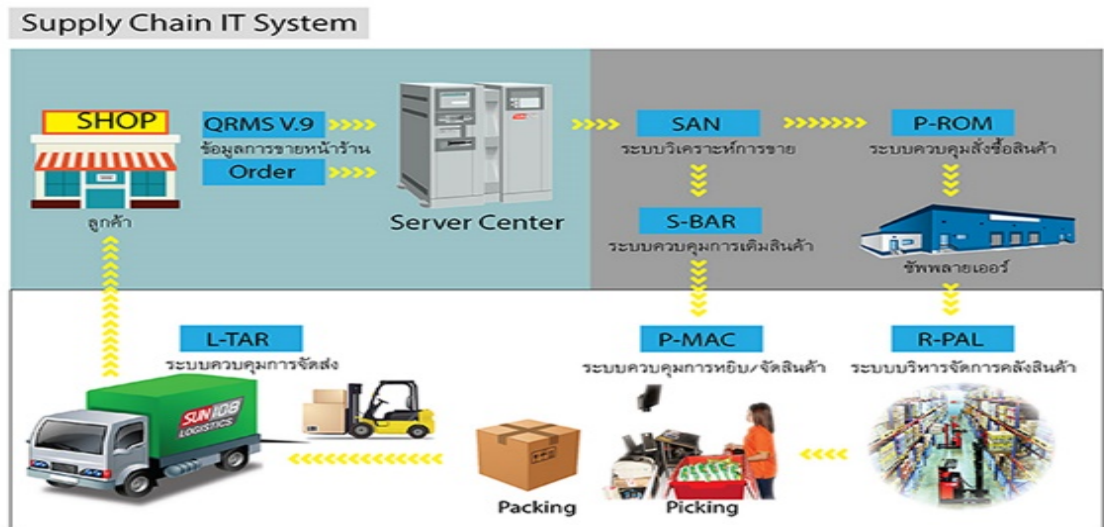 Supply Chain IT System
SHOP
ลูกค้า
QRMS V.9
ข้อมูลการขายหน้าร้าน
Order
Server Center
SAN
ระบบวิเคราะห์การขาย
P-ROM
ระบบควบคุมสั่งซื้อสินค้า
S-BAR
ระบบควบคุมการเติมสินค้า
ซัพพลายเออร์
L-TAR
ระบบควบคุมการจัดส่ง
P-MAC
ระบบควบคุมการหยิบ/จัดสินค้า
R-PAL
ระบบบริหารจัดการคลังสินค้า
SUN108
LOGISTICS
Packing
Picking